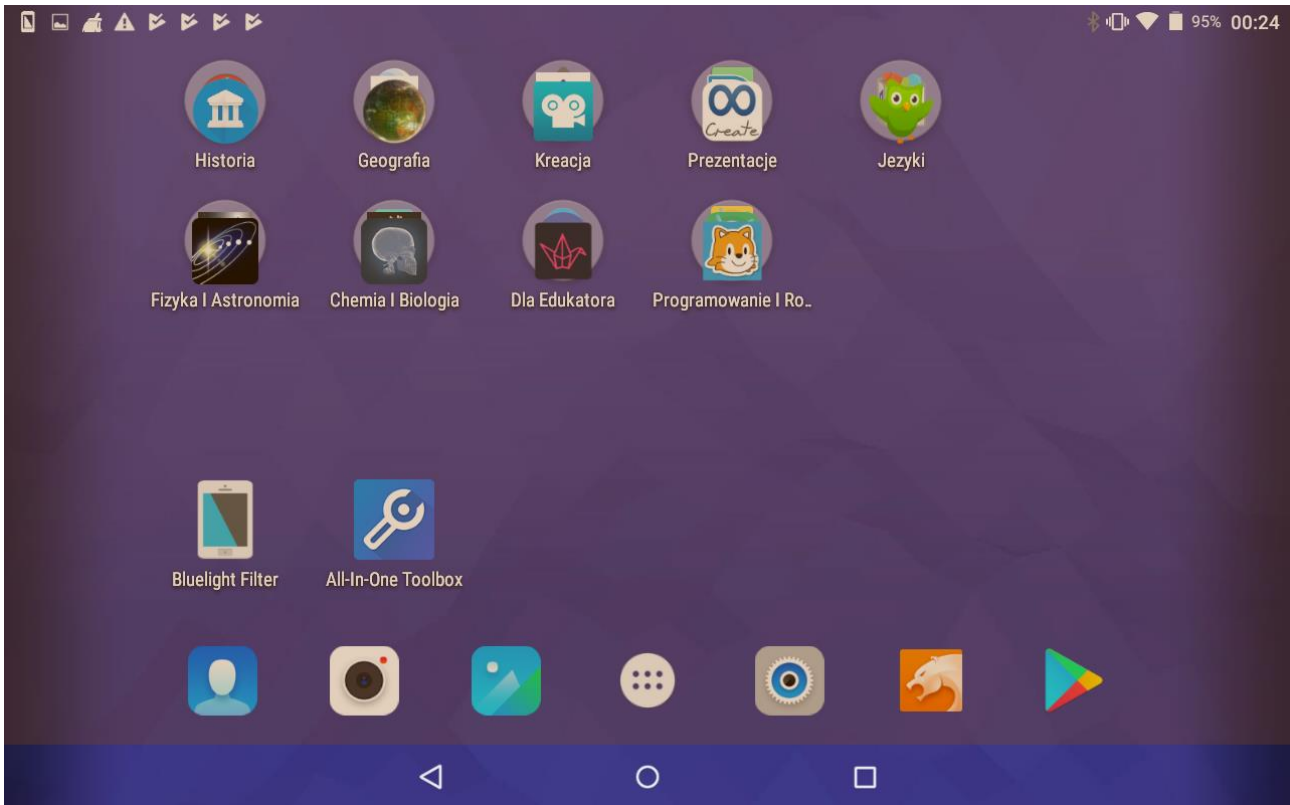 95% 00:24
Create
Historia Geografia Kreacja Prezentacje Jezyki
Fizyka I Astronomia Chemia I Biologia Dla Edukatora Programowanie I Ro..
Bluelight Filter All-In-One Toolbox